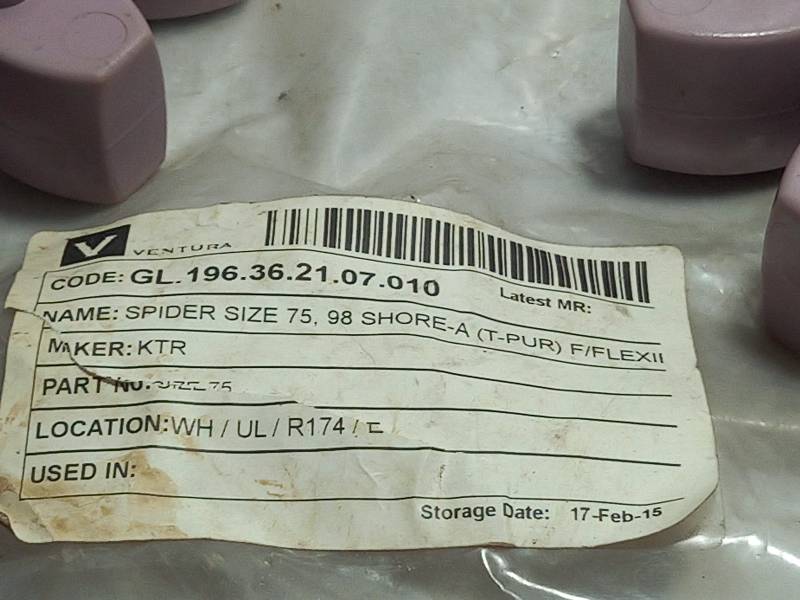 V VENTURA
CODE: GL.196.36.21.07.010
Latest MR:
NAME: SPIDER SIZE 75, 98 SHORE-A (T-PUR) F/FLEXII
MAKER: KTR
PART NO: 75
LOCATION: WH / UL / R174 /
USED IN:
Storage Date: 17-Feb-15